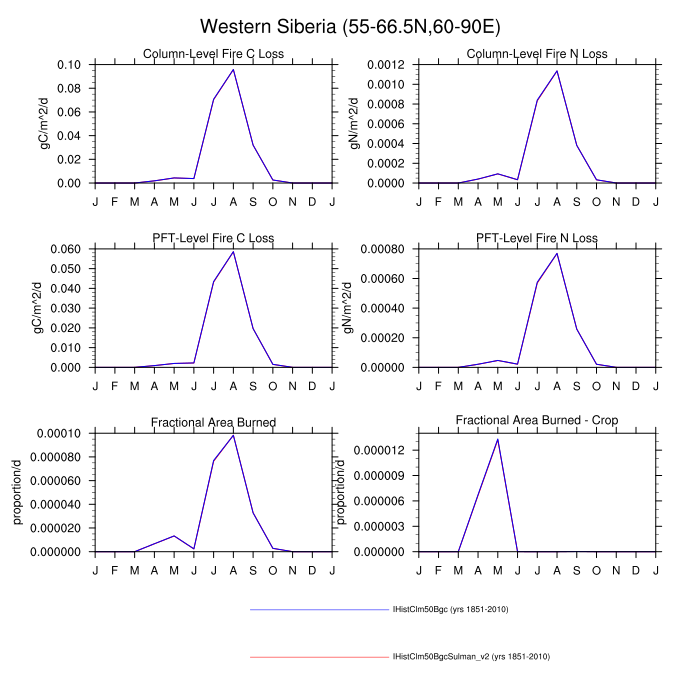 Western Siberia (55-66.5N,60-90E)
Column-Level Fire C Loss
gC/m^2/d
0.10
0.08
0.06
0.04
0.02
0.00
J F M A M J J A S O N D J
Column-Level Fire N Loss
gN/m^2/d
0.0012
0.0010
0.0008
0.0006
0.0004
0.0002
0.0000
J F M A M J J A S O N D J
PFT-Level Fire C Loss
gC/m^2/d
0.060
0.050
0.040
0.030
0.020
0.010
0.000
J F M A M J J A S O N D J
PFT-Level Fire N Loss
gN/m^2/d
0.00080
0.00060
0.00040
0.00020
0.00000
J F M A M J J A S O N D J
Fractional Area Burned
proportion/d
0.00010
0.000080
0.000060
0.000040
0.000020
0.000000
J F M A M J J A S O N D J
Fractional Area Burned - Crop
proportion/d
0.000012
0.000009
0.000006
0.000003
0.000000
J F M A M J J A S O N D J
IHistClm50Bgc (yrs 1851-2010)
IHistClm50BgcSulman_v2 (yrs 1851-2010)